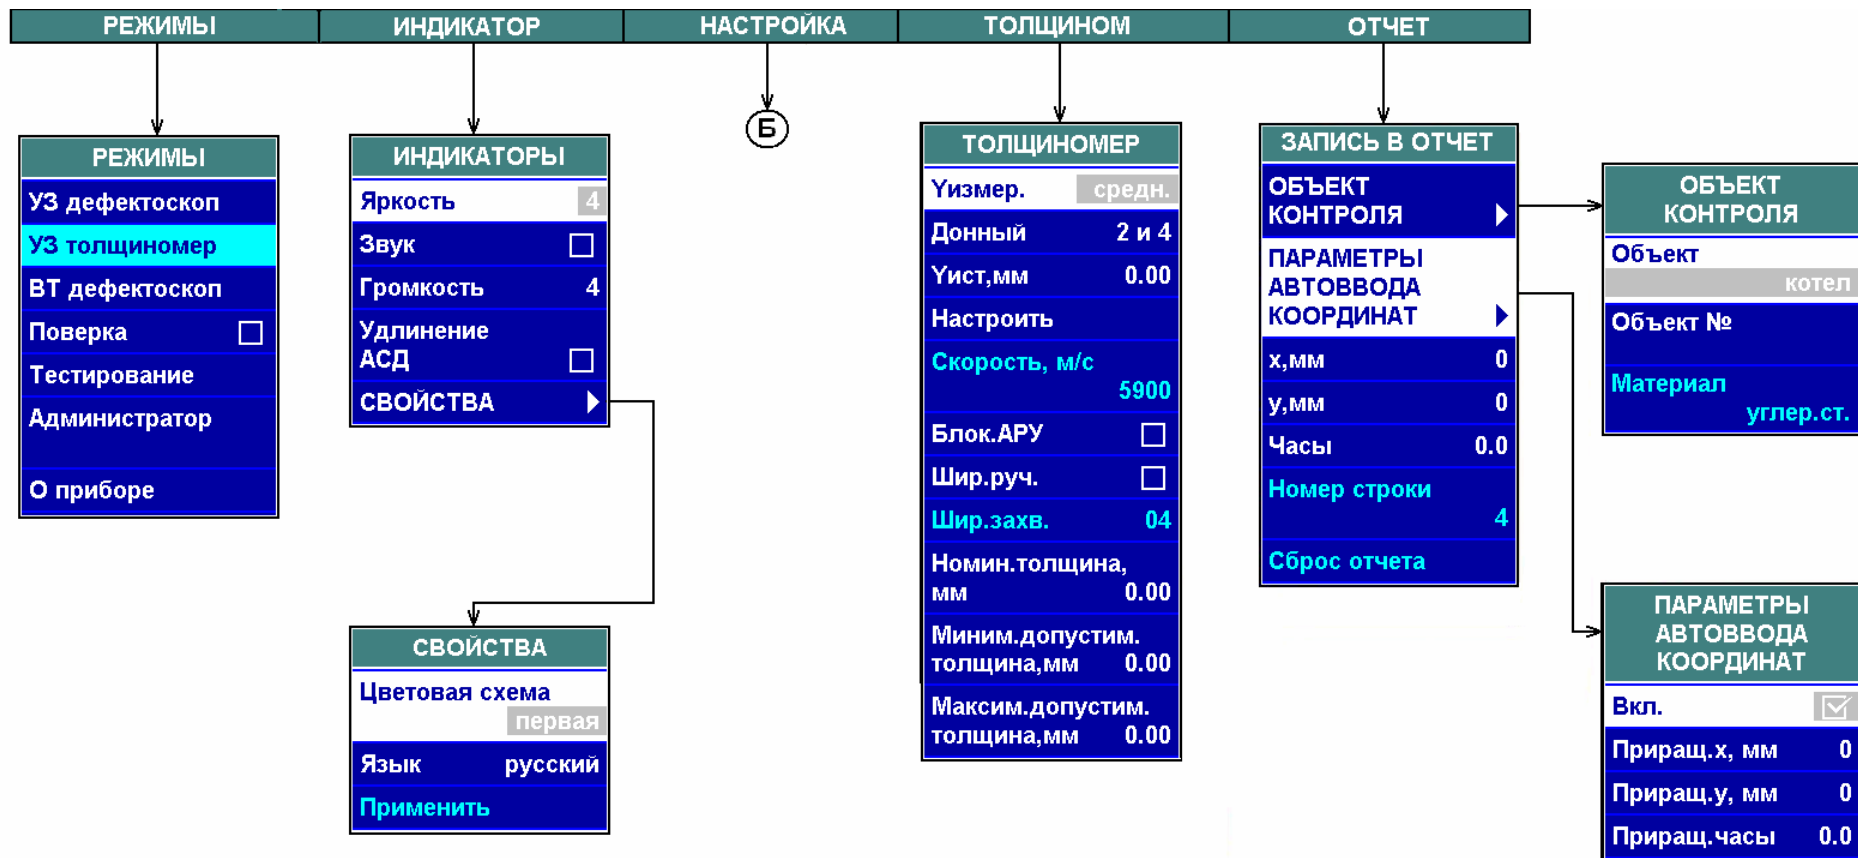 РЕЖИМЫ
ИНДИКАТОР
НАСТРОЙКА
ТОЛЩИНОМ
ОТЧЕТ
РЕЖИМЫ
УЗ дефектоскоп
УЗ толщиномер
ВТ дефектоскоп
Поверка
Тестирование
Администратор
О приборе
ИНДИКАТОРЫ
Яркость 4
Звук
Громкость 4
Удлинение
АСД
СВОЙСТВА
СВОЙСТВА
Цветовая схема
первая
Язык русский
Применить
Б
ТОЛЩИНОМЕР
Yизмер. средн.
Донный 2 и 4
Yист,мм 0.00
Настроить
Скорость, м/с
5900
Блок.АРУ
Шир.руч.
Шир.захв. 04
Номин.толщина,
мм 0.00
Миним.допустим.
толщина,мм 0.00
Максим.допустим.
толщина,мм 0.00
ЗАПИСЬ В ОТЧЕТ
ОБЪЕКТ
КОНТРОЛЯ
ПАРАМЕТРЫ
АВТОВВОДА
КООРДИНАТ
x,мм 0
y,мм 0
Часы 0.0
Номер строки
4
Сброс отчета
ОБЪЕКТ
КОНТРОЛЯ
Объект
котел
Объект №
Материал
углер.ст.
ПАРАМЕТРЫ
АВТОВВОДА
КООРДИНАТ
Вкл.
Приращ.x, мм 0
Приращ.y, мм 0
Приращ.часы 0.0